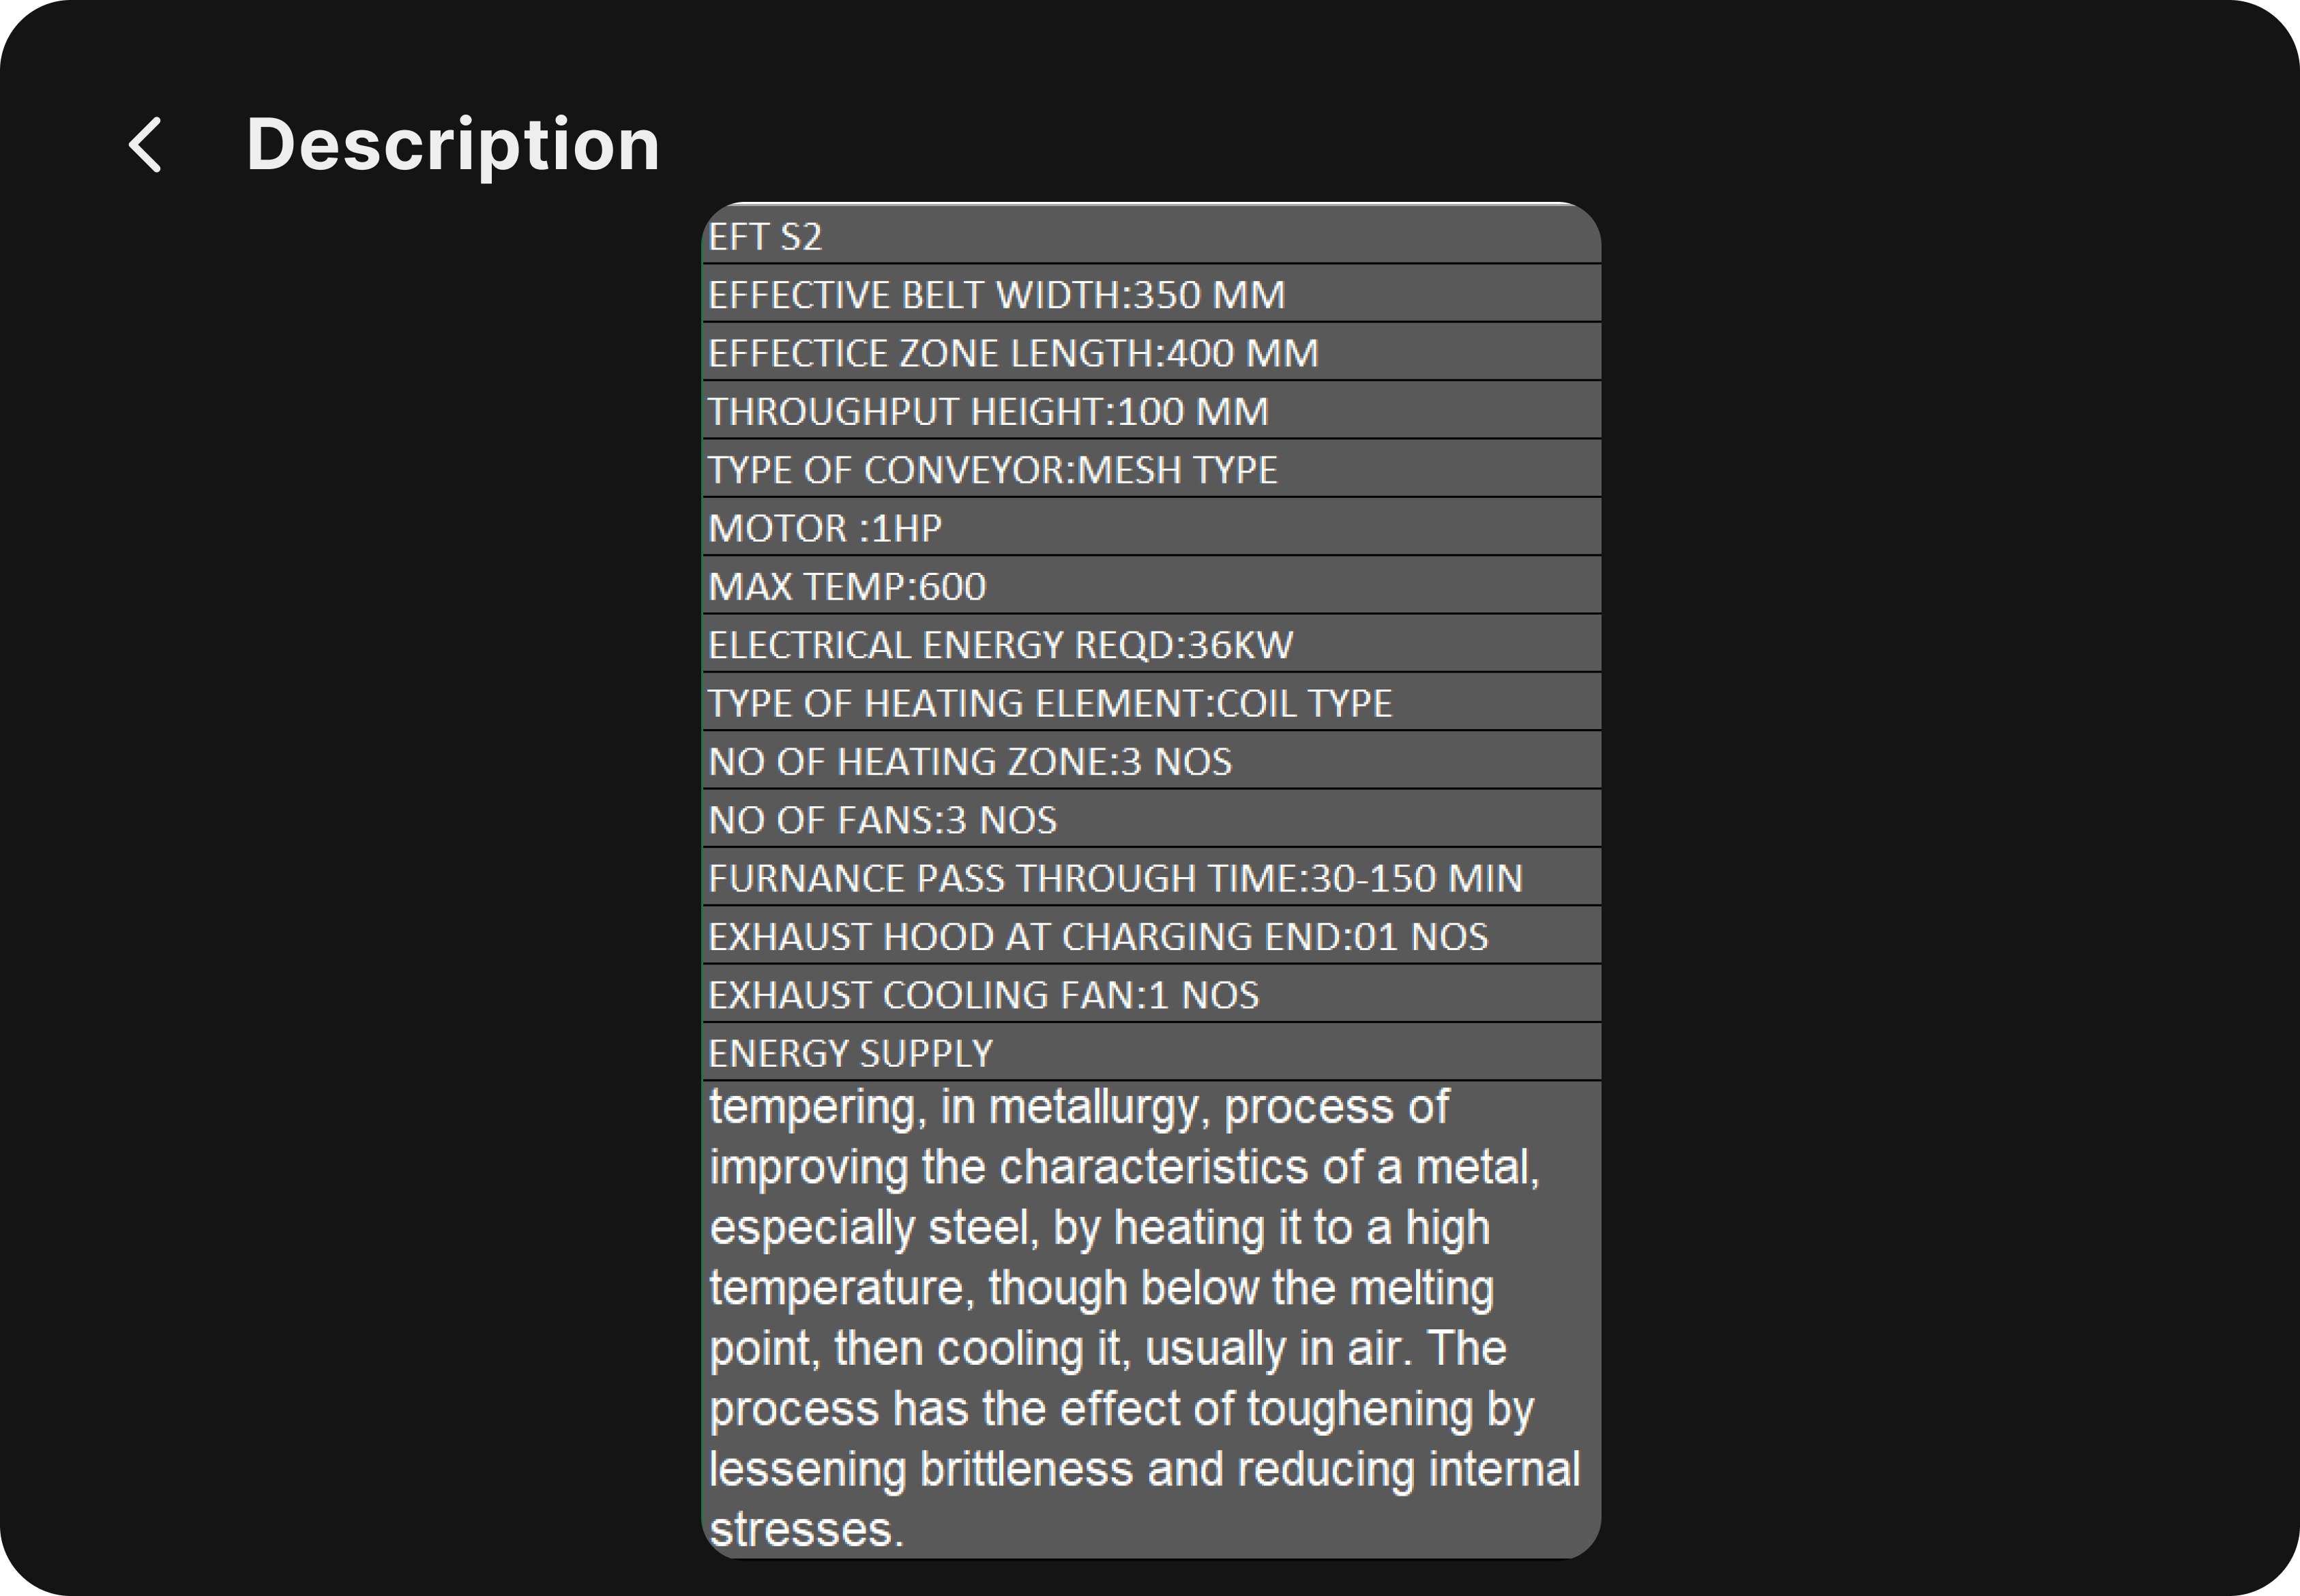 Description
EFT S2
EFFECTIVE BELT WIDTH:350 MM
EFFECTICE ZONE LENGTH:400 MM
THROUGHPUT HEIGHT:100 MM
TYPE OF CONVEYOR:MESH TYPE
MOTOR :1HP
MAX TEMP:600
ELECTRICAL ENERGY REQD:36KW
TYPE OF HEATING ELEMENT:COIL TYPE
NO OF HEATING ZONE:3 NOS
NO OF FANS:3 NOS
FURNANCE PASS THROUGH TIME:30-150 MIN
EXHAUST HOOD AT CHARGING END:01 NOS
EXHAUST COOLING FAN:1 NOS
ENERGY SUPPLY
tempering, in metallurgy, process of
improving the characteristics of a metal,
especially steel, by heating it to a high
temperature, though below the melting
point, then cooling it, usually in air. The
process has the effect of toughening by
lessening brittleness and reducing internal
stresses.